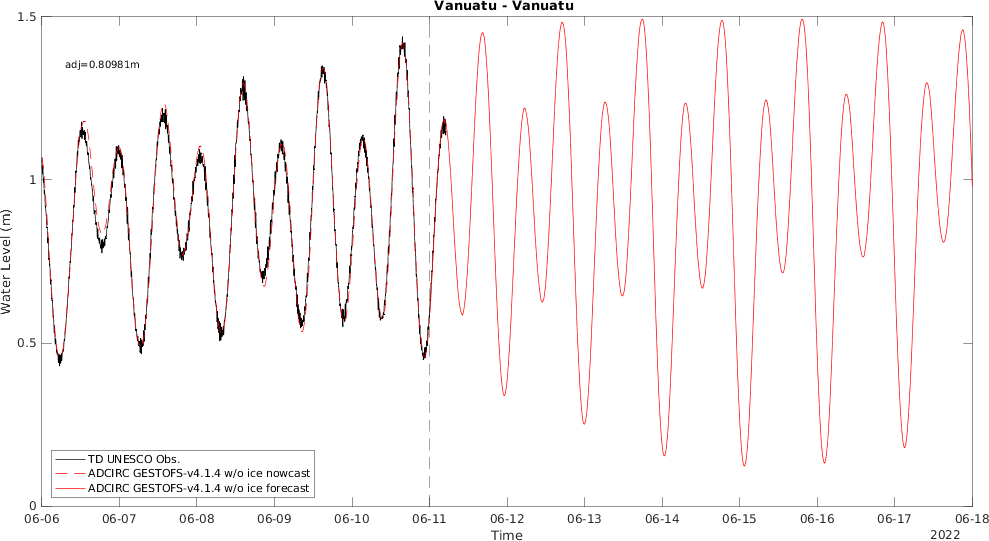 Vanuatu - Vanuatu
1.5
adj=0.80981m
1
Water Level (m)
0.5
TD UNESCO Obs.
ADCIRC GESTOFS-v4.1.4 w/o ice nowcast
ADCIRC GESTOFS-v4.1.4 w/o ice forecast
0
06-06 06-07 06-08 06-09 06-10 06-11 06-12 06-13 06-14 06-15 06-16 06-17 06-18
Time
2022